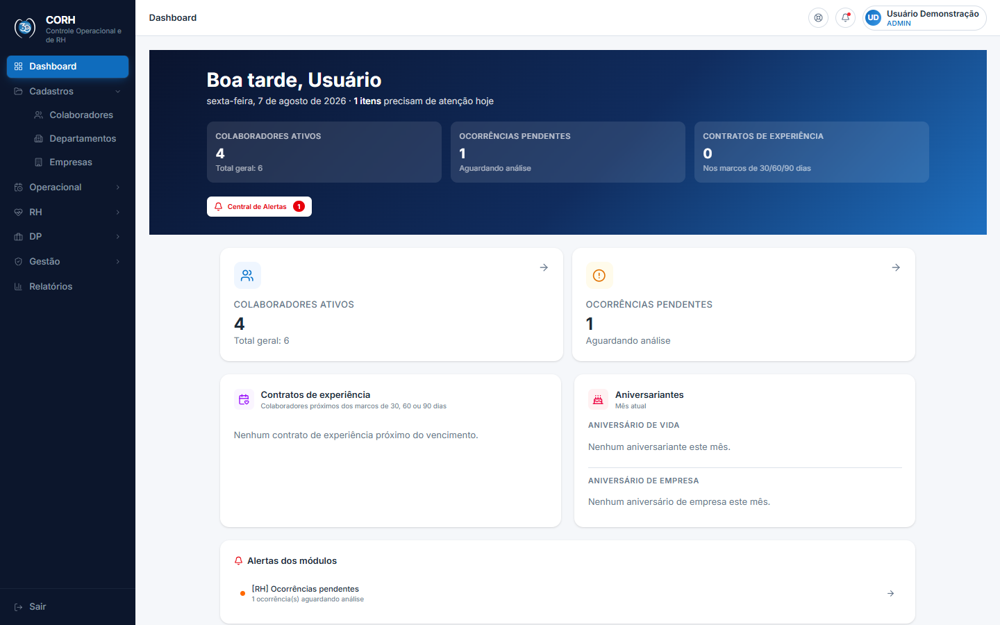 CORH
Controle Operacional e
de RH
Dashboard
Cadastros
Colaboradores
Departamentos
Empresas
Operacional
RH
DP
Gestão
Relatórios
Sair
Dashboard
UD
Usuário Demonstração
ADMIN
Boa tarde, Usuário
sexta-feira, 7 de agosto de 2026 · 1 itens precisam de atenção hoje
COLABORADORES ATIVOS
4
Total geral: 6
OCORRÊNCIAS PENDENTES
1
Aguardando análise
CONTRATOS DE EXPERIÊNCIA
0
Nos marcos de 30/60/90 dias
Central de Alertas 1
COLABORADORES ATIVOS
4
Total geral: 6
OCORRÊNCIAS PENDENTES
1
Aguardando análise
Contratos de experiência
Colaboradores próximos dos marcos de 30, 60 ou 90 dias
Nenhum contrato de experiência próximo do vencimento.
Aniversariantes
Mês atual
ANIVERSÁRIO DE VIDA
Nenhum aniversariante este mês.
ANIVERSÁRIO DE EMPRESA
Nenhum aniversário de empresa este mês.
Alertas dos módulos
[RH] Ocorrências pendentes
1 ocorrência(s) aguardando análise